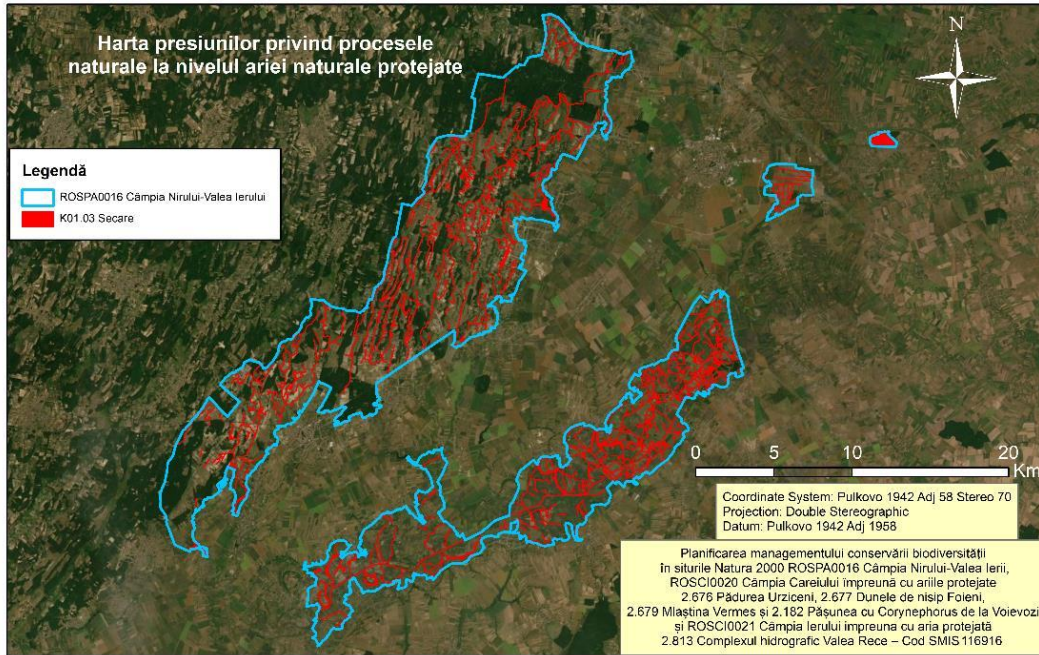 Harta presiunilor privind procesele
naturale la nivelul ariei naturale protejate
N
Legendă
ROSPA0016 Câmpia Nirului-Valea Ierului
K01.03 Secare
0 5 10 20
Km
Coordinate System: Pulkovo 1942 Adj 58 Stereo 70
Projection: Double Stereographic
Datum: Pulkovo 1942 Adj 1958
Planificarea managementului conservării biodiversității
în siturile Natura 2000 ROSPA0016 Câmpia Nirului-Valea Ierii,
ROSCI0020 Câmpia Careiului împreună cu ariile protejate
2.676 Pădurea Urziceni, 2.677 Dunele de nisip Foieni,
2.679 Mlaștina Vermes și 2.182 Pășunea cu Corynephorus de la Voievozi
și ROSCI0021 Câmpia Ierului impreuna cu aria protejată
2.813 Complexul hidrografic Valea Rece – Cod SMIS 116916